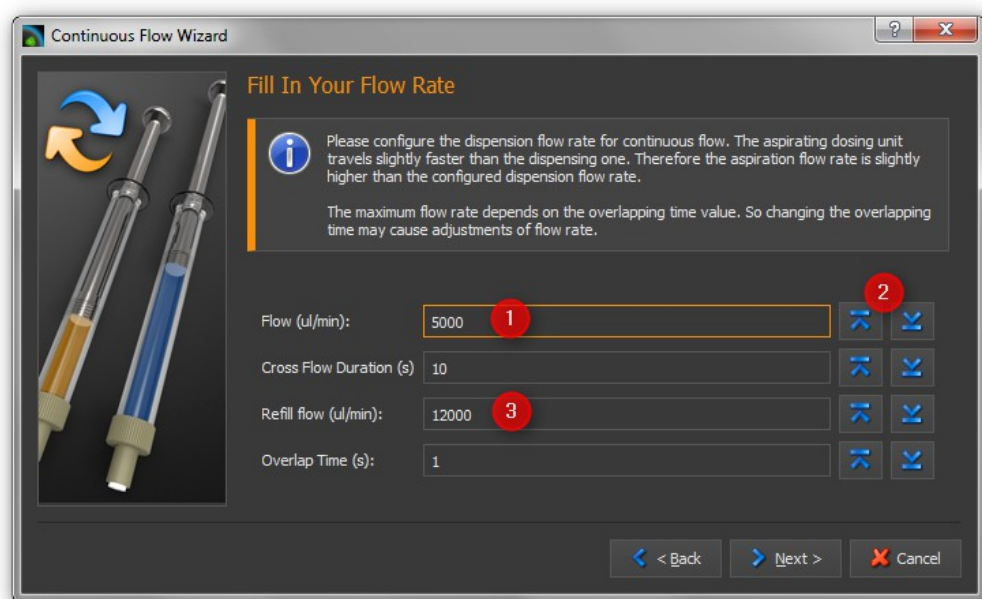 Continuous Flow Wizard
?
X
Fill In Your Flow Rate
i
Please configure the dispension flow rate for continuous flow. The aspirating dosing unit
travels slightly faster than the dispensing one. Therefore the aspiration flow rate is slightly
higher than the configured dispension flow rate.
The maximum flow rate depends on the overlapping time value. So changing the overlapping
time may cause adjustments of flow rate.
2
Flow (ul/min): 5000 1
Cross Flow Duration (s) 10
Refill flow (ul/min): 12000 3
Overlap Time (s): 1
< Back Next > Cancel